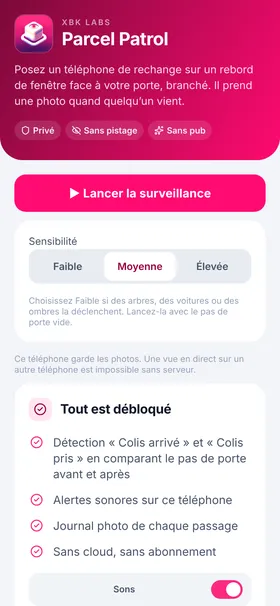 XBK LABS
Parcel Patrol
Posez un téléphone de rechange sur un rebord
de fenêtre face à votre porte, branché. Il prend
une photo quand quelqu'un vient.
Privé
Sans pistage
Sans pub
▶ Lancer la surveillance
Sensibilité
Faible
Moyenne
Élevée
Choisissez Faible si des arbres, des voitures ou des
ombres la déclenchent. Lancez-la avec le pas de
porte vide.
Ce téléphone garde les photos. Une vue en direct sur un
autre téléphone est impossible sans serveur.
Tout est débloqué
Détection « Colis arrivé » et « Colis
pris » en comparant le pas de porte
avant et après
Alertes sonores sur ce téléphone
Journal photo de chaque passage
Sans cloud, sans abonnement
Sons